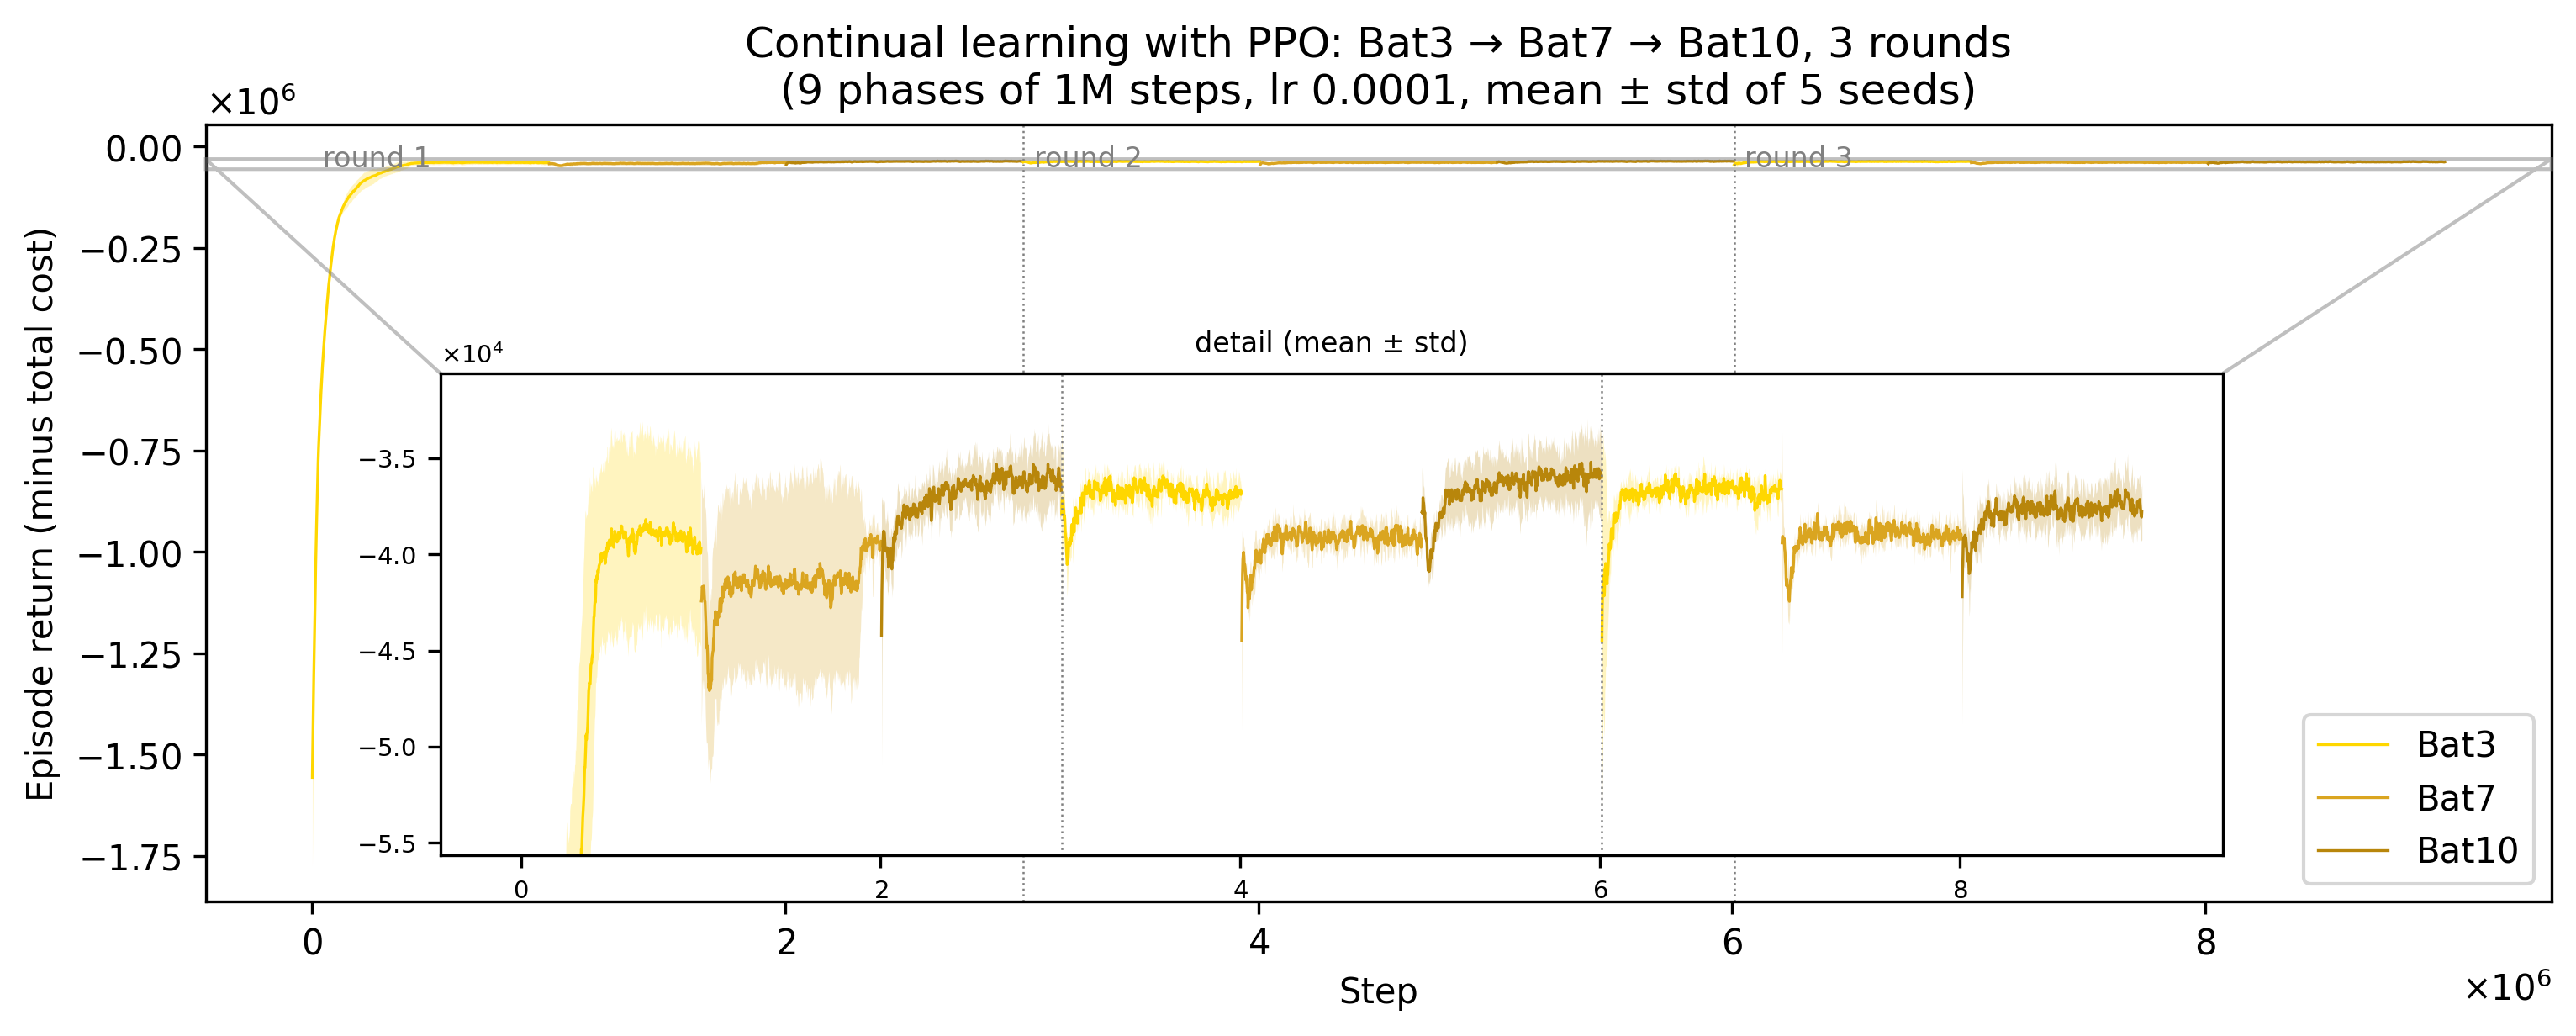 Continual learning with PPO: Bat3 → Bat7 → Bat10, 3 rounds
(9 phases of 1M steps, lr 0.0001, mean ± std of 5 seeds)
×10⁶
0.00
−0.25
−0.50
−0.75
−1.00
−1.25
−1.50
−1.75
Episode return (minus total cost)
round 1
round 2
round 3
detail (mean ± std)
×10⁴
−3.5
−4.0
−4.5
−5.0
−5.5
0 2 4 6 8
Bat3
Bat7
Bat10
0 2 4 6 8
Step
×10⁶